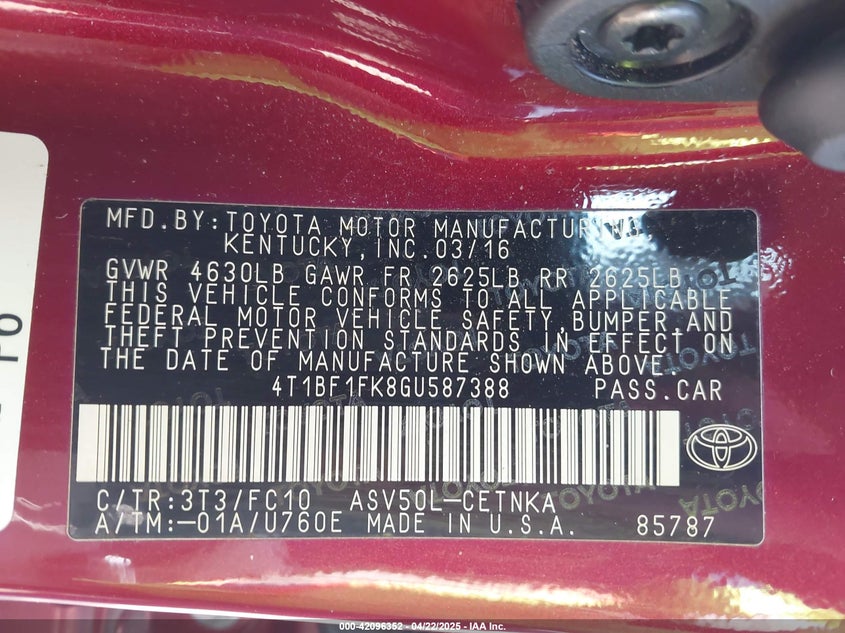 MFD.BY:TOYOTA MOTOR MANUFACTURING
KENTUCKY,INC.03/16
GVWR 4630LB GAWR FR 2625LB RR 2625LB
THIS VEHICLE CONFORMS TO ALL APPLICABLE
FEDERAL MOTOR VEHICLE SAFETY,BUMPER,AND
THEFT PREVENTION STANDARDS IN EFFECT ON
THE DATE OF MANUFACTURE SHOWN ABOVE.
4T1BF1FK8GU587388 PASS.CAR
C/TR:3T3/FC10 ASV50L-CETNKA
A/TM:-01A/U760E MADE IN U.S.A. 85787
TOYOTA
000-42096352 - 04/22/2025 - IAA Inc.